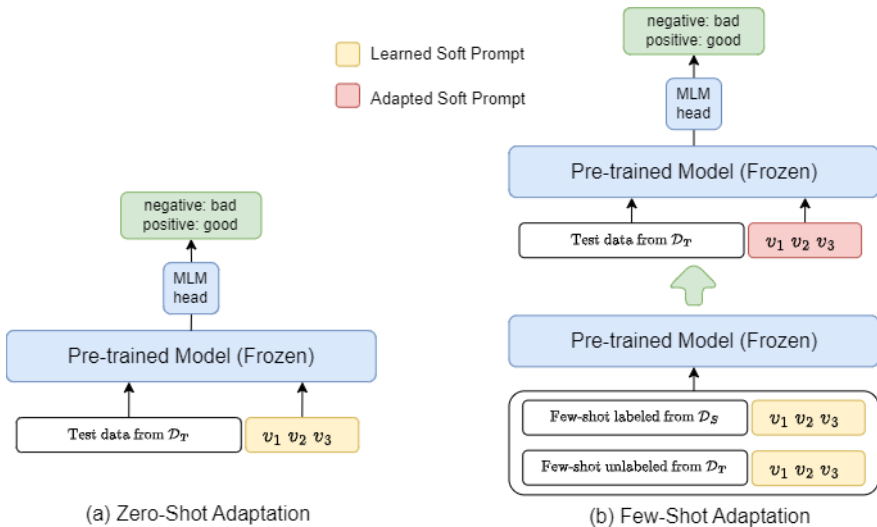 negative: bad
positive: good
MLM
head
Pre-trained Model (Frozen)
Test data from 𝒟_T
v_1 v_2 v_3
(a) Zero-Shot Adaptation
Learned Soft Prompt
Adapted Soft Prompt
negative: bad
positive: good
MLM
head
Pre-trained Model (Frozen)
Test data from 𝒟_T
v_1 v_2 v_3
Pre-trained Model (Frozen)
Few-shot labeled from 𝒟_S
v_1 v_2 v_3
Few-shot unlabeled from 𝒟_T
v_1 v_2 v_3
(b) Few-Shot Adaptation